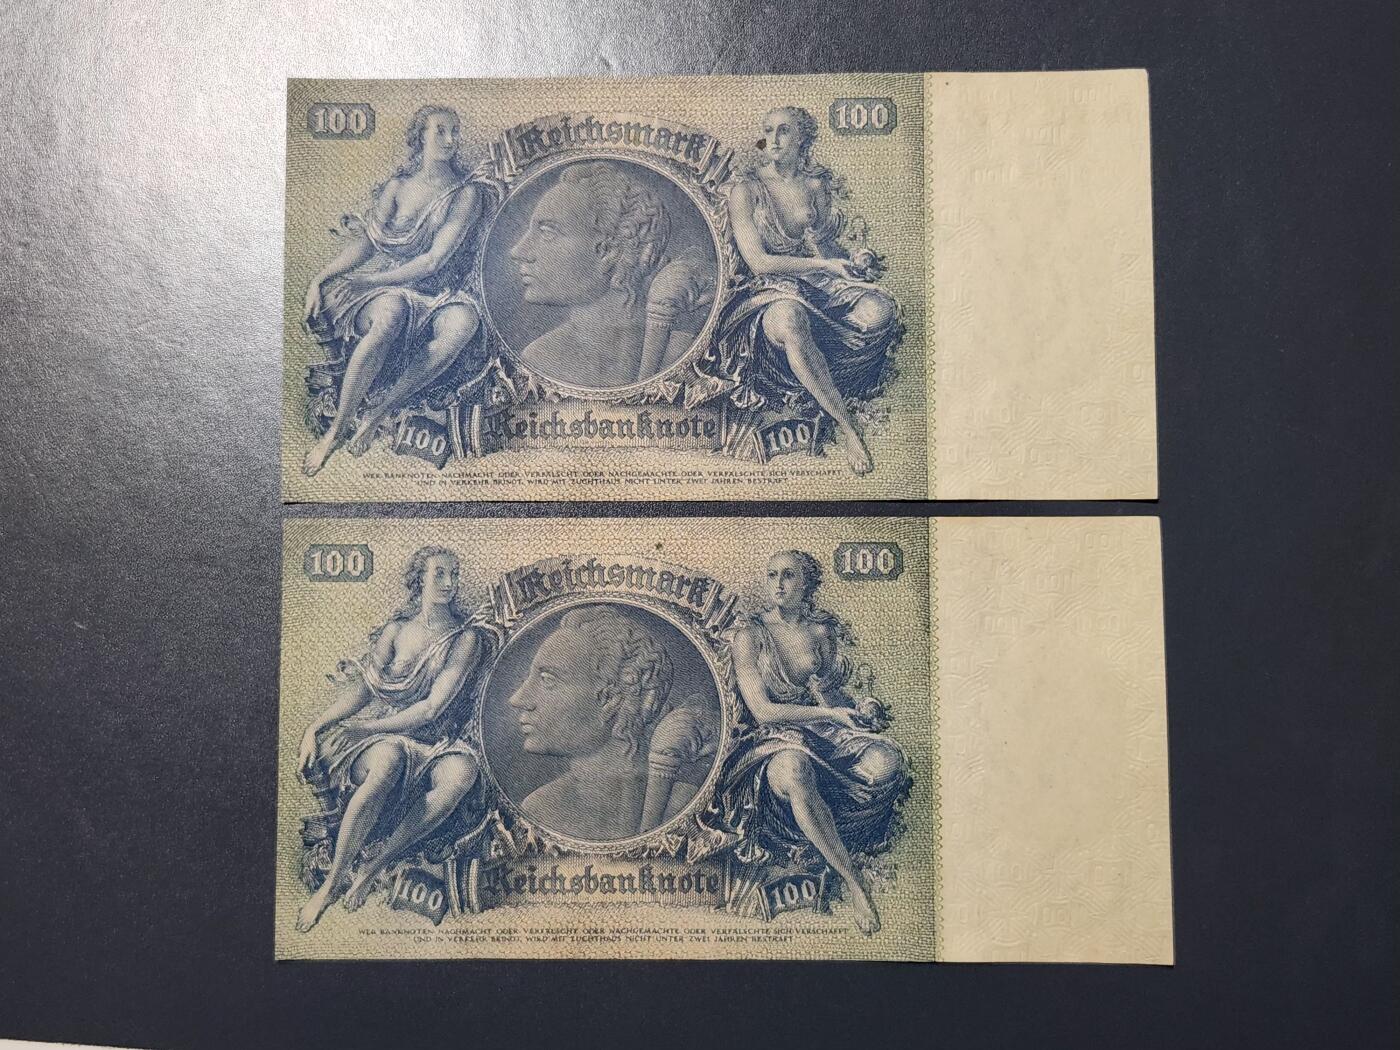 100
100
Reichsmark
Reichsbanknote
100
100
WER BANKNOTEN NACHMACHT ODER VERFÄLSCHT ODER NACHGEMACHTE ODER VERFÄLSCHTE SICH VERSCHAFFT
UND IN VERKEHR BRINGT, WIRD MIT ZUCHTHAUS NICHT UNTER ZWEI JAHREN BESTRAFT
100
100
Reichsmark
Reichsbanknote
100
100
WER BANKNOTEN NACHMACHT ODER VERFÄLSCHT ODER NACHGEMACHTE ODER VERFÄLSCHTE SICH VERSCHAFFT
UND IN VERKEHR BRINGT, WIRD MIT ZUCHTHAUS NICHT UNTER ZWEI JAHREN BESTRAFT